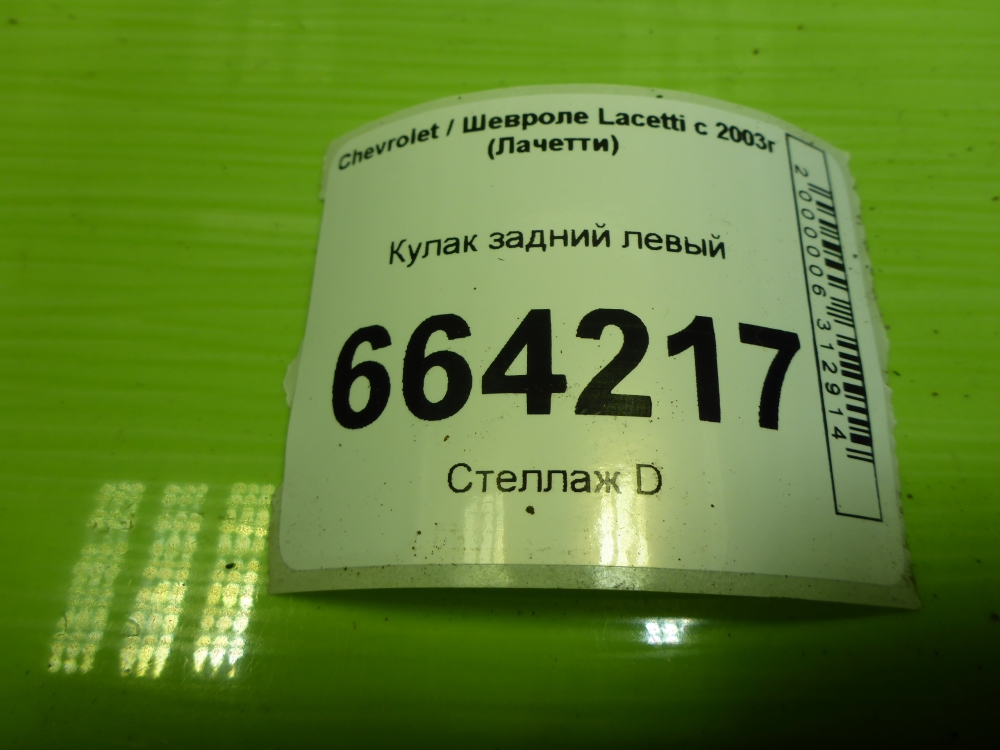 Chevrolet / Шевроле Lacetti с 2003г
(Лачетти)
Кулак задний левый
664217
Стеллаж D
2000006312914